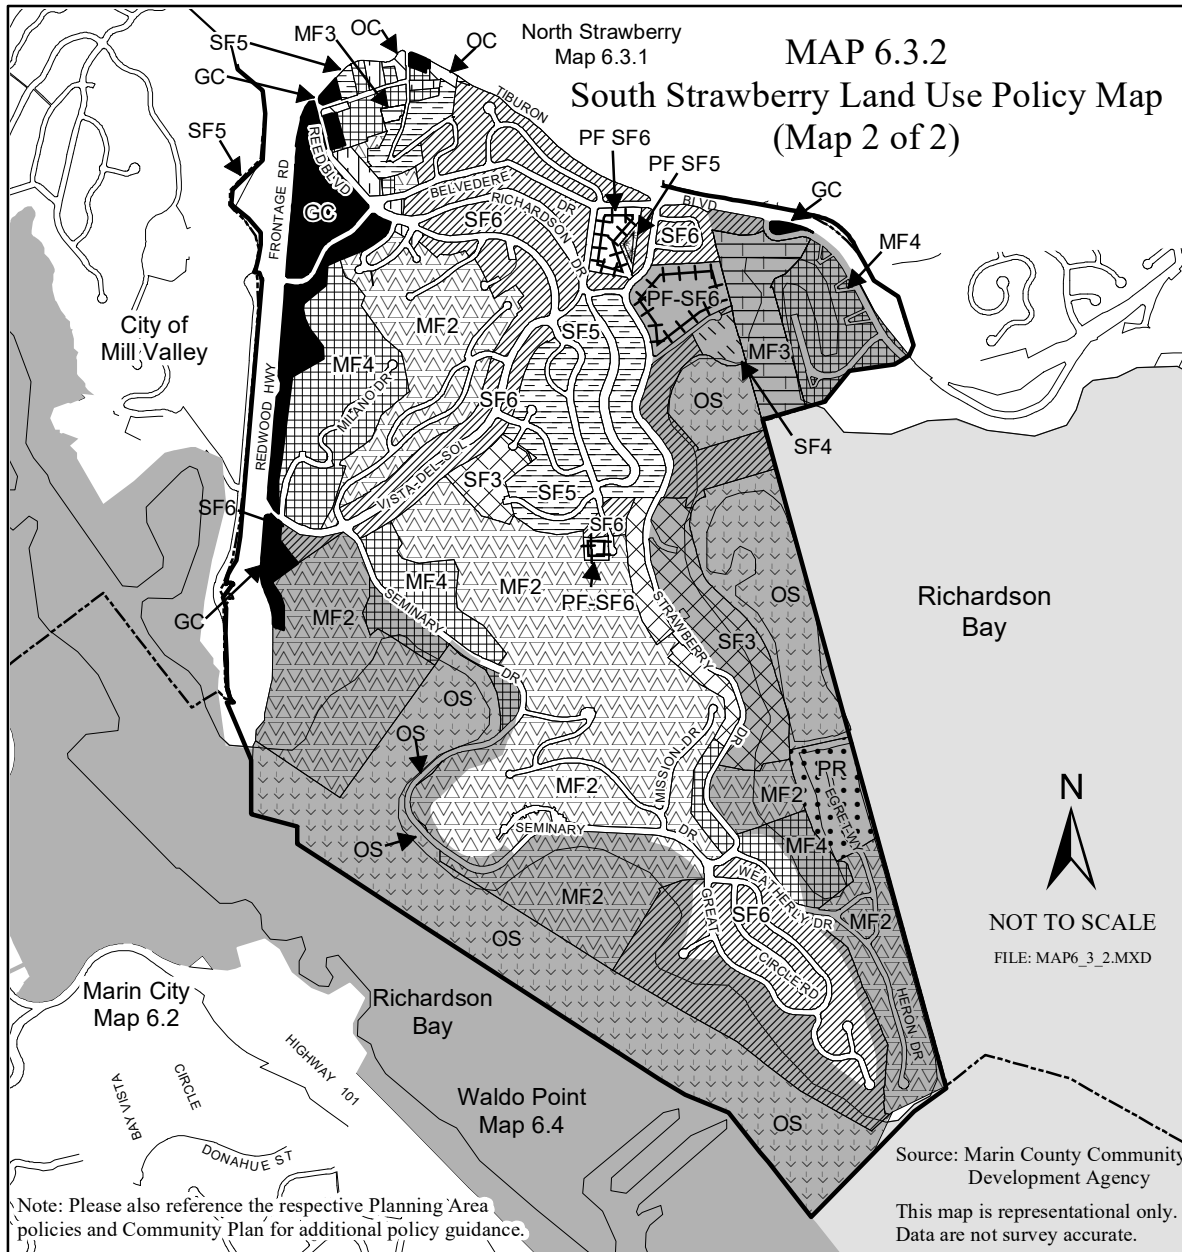 MAP 6.3.2
South Strawberry Land Use Policy Map
(Map 2 of 2)
North Strawberry
Map 6.3.1
SF5
MF3
OC
OC
GC
SF5
TIBURON
BLVD
PF SF6
PF SF5
GC
MF4
FRONTAGE RD
REEDBLVD
GC
BELVEDERE
DR
RICHARDSON
DR
SF6
SF6
PF-SF6
City of
Mill Valley
MF2
SF5
MF3
MF4
MILANO DR
SF6
OS
REDWOOD HWY
SF4
VISTA-DEL-SOL
SF3
SF5
SF6
SF6
MF4
MF2
PF-SF6
OS
Richardson
Bay
GC
MF2
SEMINARY
DR
STRAWBERRY
DR
SF3
OS
OS
MISSION DR
PR
N
MF2
MF2
EGRET-WY
SEMINARY
DR
OS
MF4
MF2
WEATHERLY DR
GREAT
CIRCLE RD
SF6
MF2
NOT TO SCALE
FILE: MAP6_3_2.MXD
OS
HERON DR
Marin City
Map 6.2
Richardson
Bay
HIGHWAY 101
Waldo Point
Map 6.4
OS
BAY VISTA
CIRCLE
DONAHUE ST
Source: Marin County Community
Development Agency
Note: Please also reference the respective Planning Area
policies and Community Plan for additional policy guidance.
This map is representational only.
Data are not survey accurate.